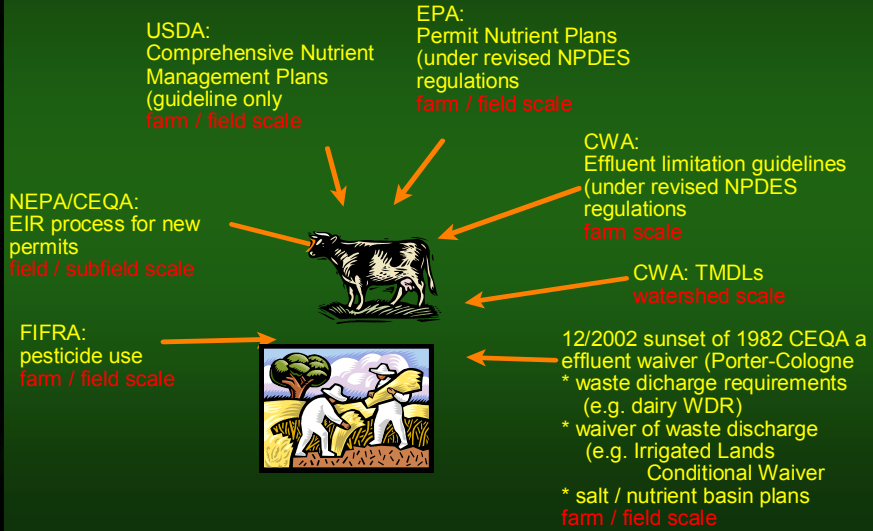 USDA:
Comprehensive Nutrient
Management Plans
(guideline only
farm / field scale
EPA:
Permit Nutrient Plans
(under revised NPDES
regulations
farm / field scale
CWA:
Effluent limitation guidelines
(under revised NPDES
regulations
farm scale
NEPA/CEQA:
EIR process for new
permits
field / subfield scale
CWA: TMDLs
watershed scale
FIFRA:
pesticide use
farm / field scale
12/2002 sunset of 1982 CEQA a
effluent waiver (Porter-Cologne
* waste dicharge requirements
(e.g. dairy WDR)
* waiver of waste discharge
(e.g. Irrigated Lands
Conditional Waiver
* salt / nutrient basin plans
farm / field scale